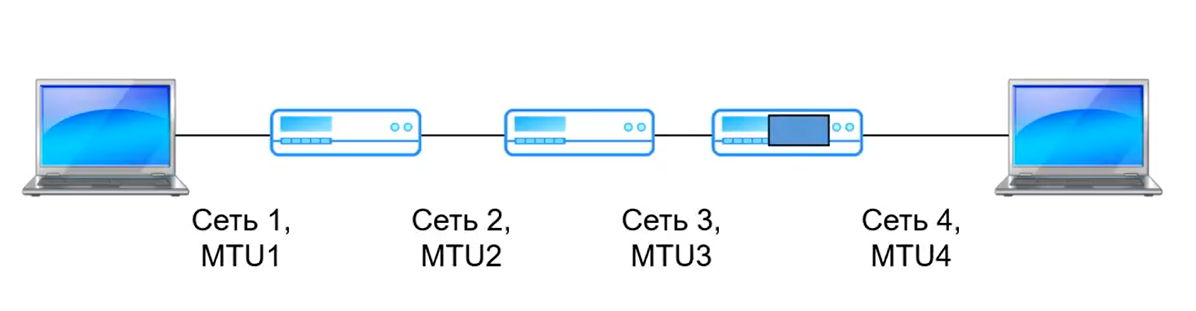 Сеть 1,
MTU1
Сеть 2,
MTU2
Сеть 3,
MTU3
Сеть 4,
MTU4